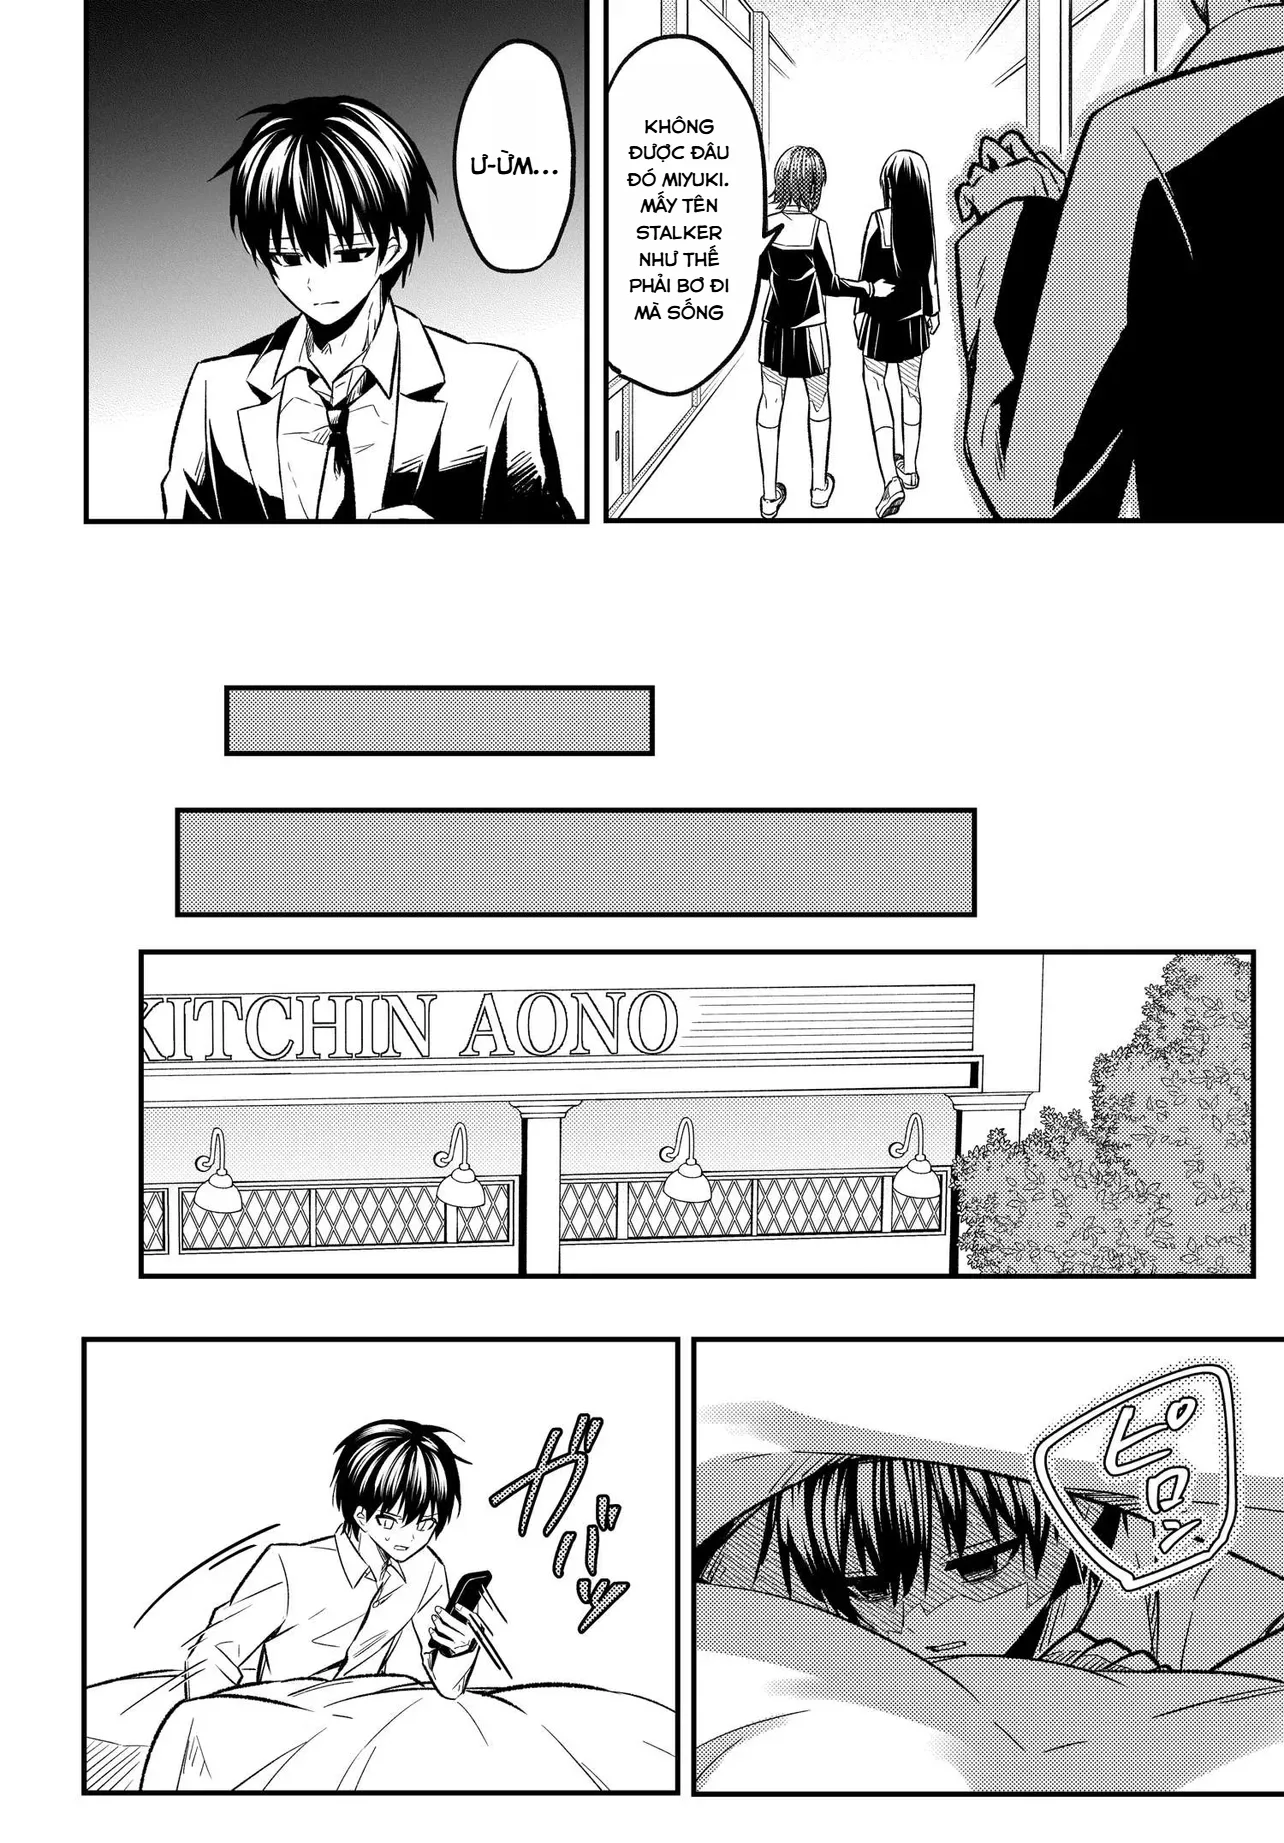 KHÔNG
ĐƯỢC ĐÂU
ĐÓ MIYUKI.
MẤY TÊN
STALKER
NHƯ THẾ
PHẢI BƠ ĐI
MÀ SỐNG
Ư-ỪM...
KITCHIN AONO
ピロン
ガバッ